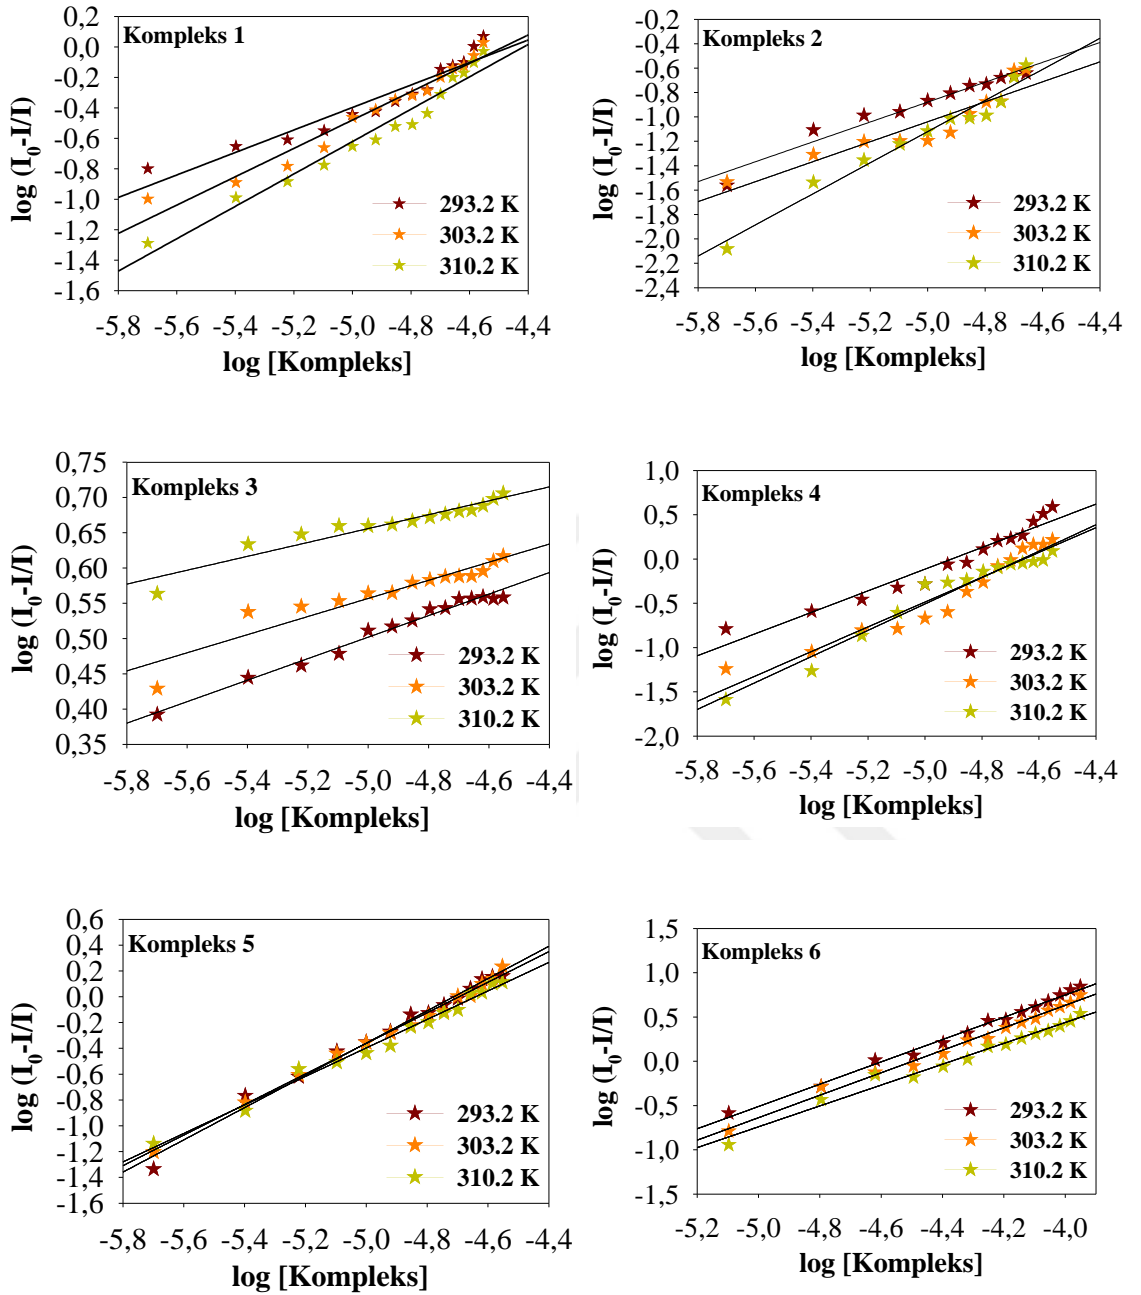 Kompleks 1
log (I0-I/I)
0,2
0,0
-0,2
-0,4
-0,6
-0,8
-1,0
-1,2
-1,4
-1,6
293.2 K
303.2 K
310.2 K
-5,8 -5,6 -5,4 -5,2 -5,0 -4,8 -4,6 -4,4
log [Kompleks]
Kompleks 2
log (I0-I/I)
-0,2
-0,4
-0,6
-0,8
-1,0
-1,2
-1,4
-1,6
-1,8
-2,0
-2,2
-2,4
293.2 K
303.2 K
310.2 K
-5,8 -5,6 -5,4 -5,2 -5,0 -4,8 -4,6 -4,4
log [Kompleks]
Kompleks 3
log (I0-I/I)
0,75
0,70
0,65
0,60
0,55
0,50
0,45
0,40
0,35
293.2 K
303.2 K
310.2 K
-5,8 -5,6 -5,4 -5,2 -5,0 -4,8 -4,6 -4,4
log [Kompleks]
Kompleks 4
log (I0-I/I)
1,0
0,5
0,0
-0,5
-1,0
-1,5
-2,0
293.2 K
303.2 K
310.2 K
-5,8 -5,6 -5,4 -5,2 -5,0 -4,8 -4,6 -4,4
log [Kompleks]
Kompleks 5
log (I0-I/I)
0,6
0,4
0,2
0,0
-0,2
-0,4
-0,6
-0,8
-1,0
-1,2
-1,4
-1,6
293.2 K
303.2 K
310.2 K
-5,8 -5,6 -5,4 -5,2 -5,0 -4,8 -4,6 -4,4
log [Kompleks]
Kompleks 6
log (I0-I/I)
1,5
1,0
0,5
0,0
-0,5
-1,0
-1,5
293.2 K
303.2 K
310.2 K
-5,2 -5,0 -4,8 -4,6 -4,4 -4,2 -4,0
log [Kompleks]